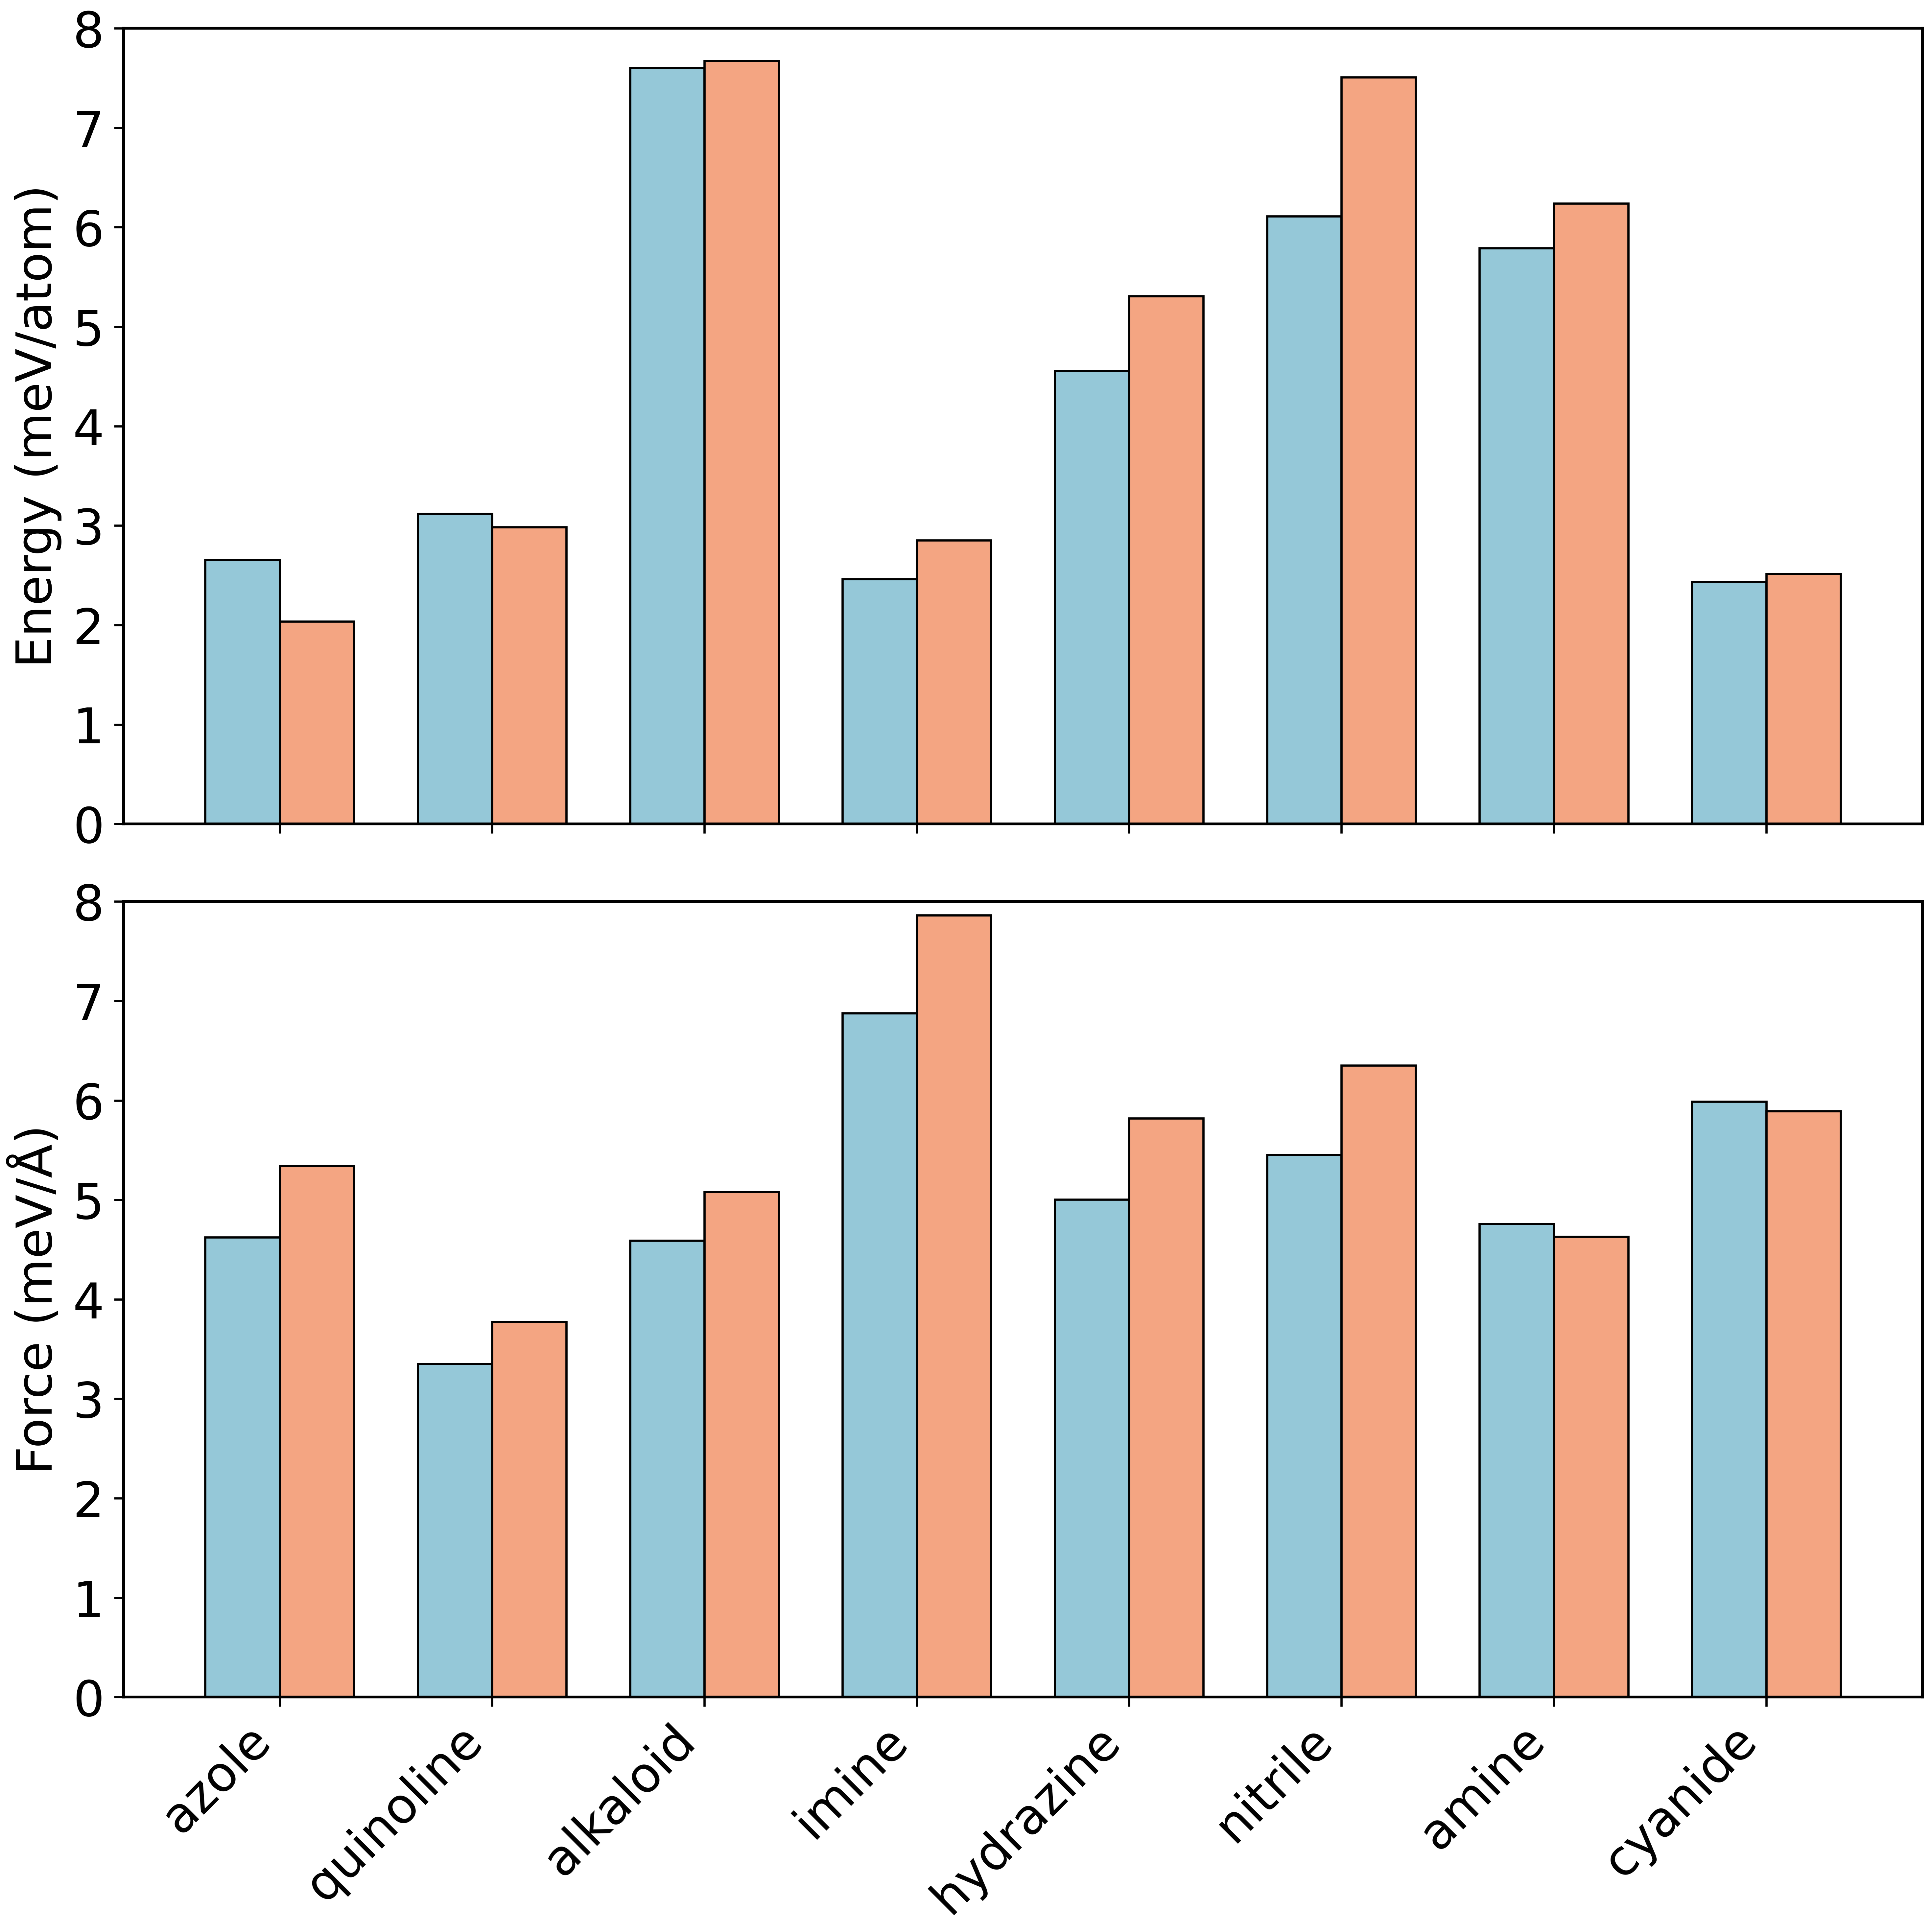 8
7
6
5
4
3
2
1
0
Energy (meV/atom)
8
7
6
5
4
3
2
1
0
Force (meV/Å)
azole
quinoline
alkaloid
imine
hydrazine
nitrile
amine
cyanide